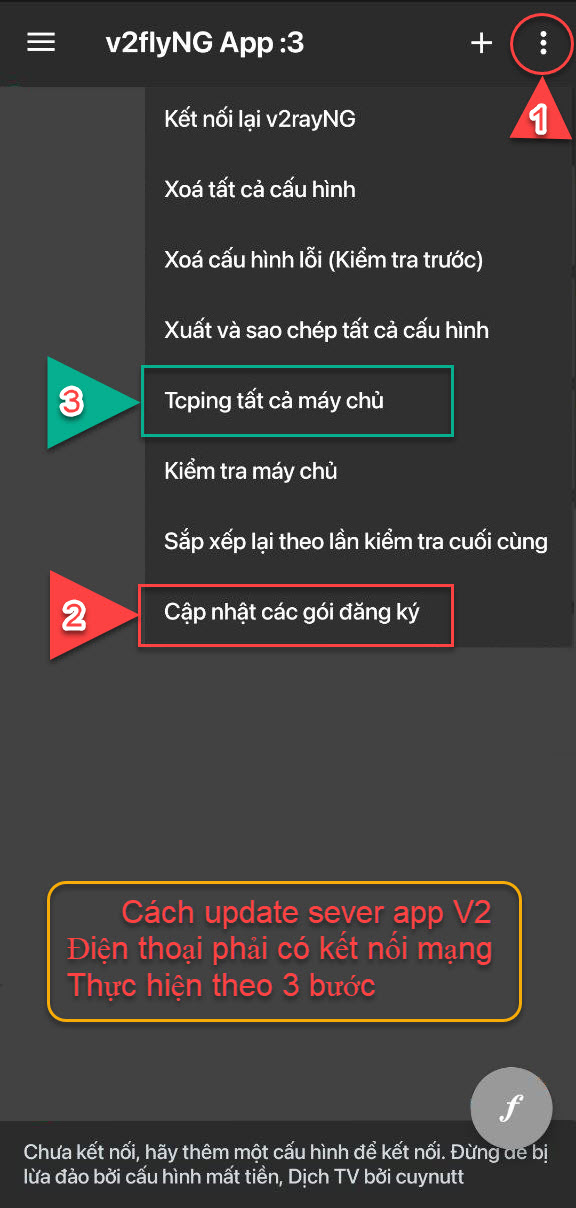 v2flyNG App :3
1
Kết nối lại v2rayNG
Xoá tất cả cấu hình
Xoá cấu hình lỗi (Kiểm tra trước)
Xuất và sao chép tất cả cấu hình
3
Tcping tất cả máy chủ
Kiểm tra máy chủ
Sắp xếp lại theo lần kiểm tra cuối cùng
2
Cập nhật các gói đăng ký
Cách update sever app V2
Điện thoại phải có kết nối mạng
Thực hiện theo 3 bước
f
Chưa kết nối, hãy thêm một cấu hình để kết nối. Đừng để bị
lừa đảo bởi cấu hình mất tiền, Dịch TV bởi cuynutt